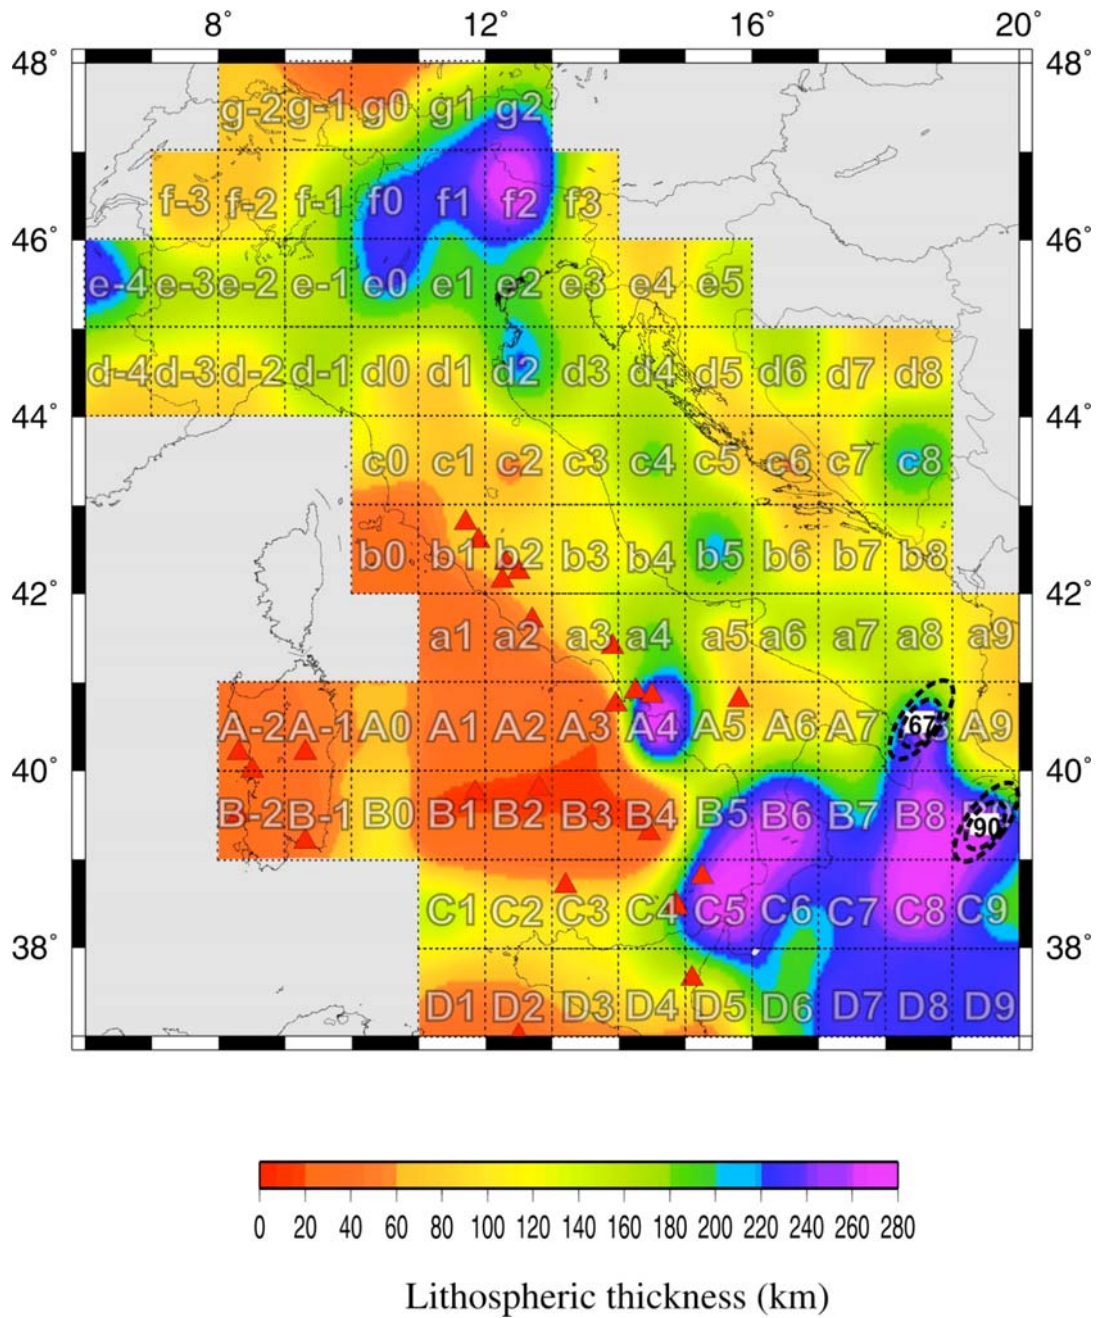 8° 12° 16° 20°
48° 48°
g-2 g-1 g0 g1 g2
f-3 f-2 f-1 f0 f1 f2 f3
46° 46°
e-4 e-3 e-2 e-1 e0 e1 e2 e3 e4 e5
d-4 d-3 d-2 d-1 d0 d1 d2 d3 d4 d5 d6 d7 d8
44° 44°
c0 c1 c2 c3 c4 c5 c6 c7 c8
b0 b1 b2 b3 b4 b5 b6 b7 b8
42° 42°
a1 a2 a3 a4 a5 a6 a7 a8 a9
A-2 A-1 A0 A1 A2 A3 A4 A5 A6 A7 67 A9
40° 40°
B-2 B-1 B0 B1 B2 B3 B4 B5 B6 B7 B8 90
C1 C2 C3 C4 C5 C6 C7 C8 C9
38° 38°
D1 D2 D3 D4 D5 D6 D7 D8 D9
0 20 40 60 80 100 120 140 160 180 200 220 240 260 280
Lithospheric thickness (km)